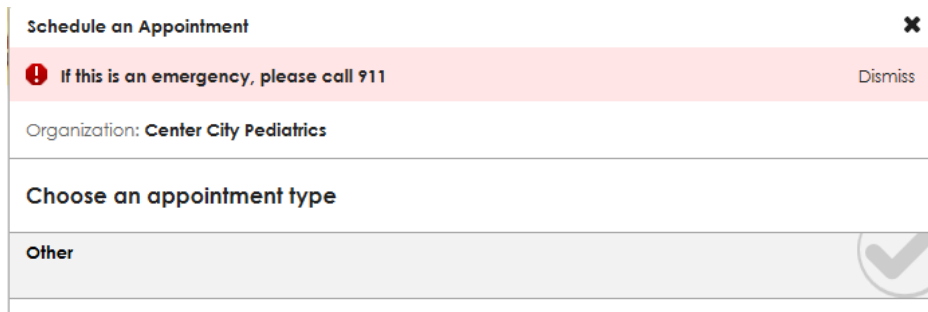 Schedule an Appointment
If this is an emergency, please call 911 Dismiss
Organization: Center City Pediatrics
Choose an appointment type
Other